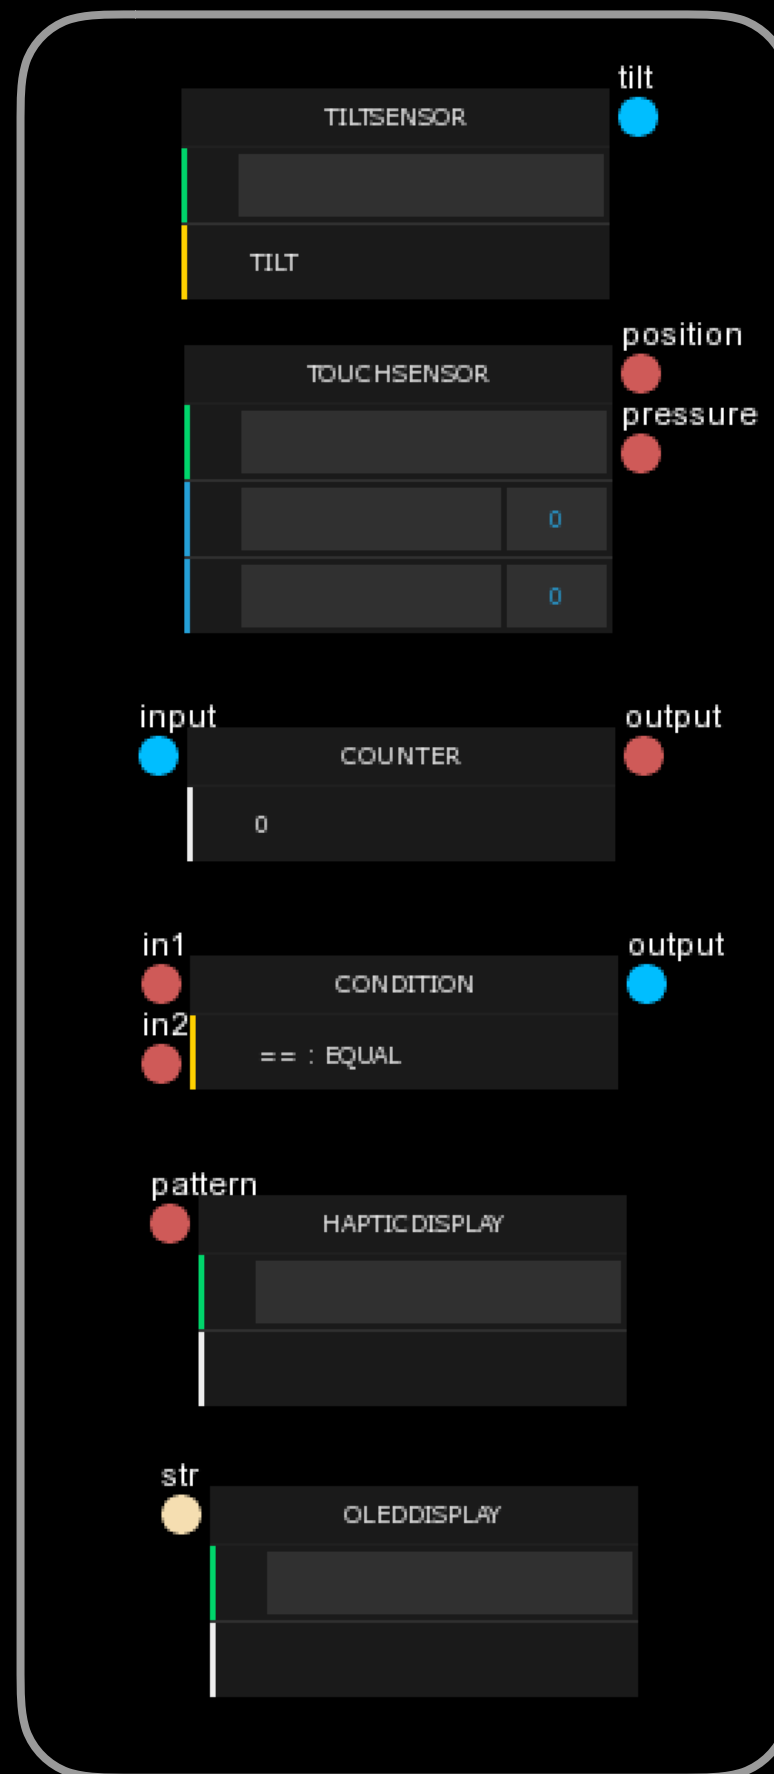 tilt
TILTSENSOR
TILT
position
TOUCHSENSOR
pressure
0
0
input
output
COUNTER
0
in1
output
CONDITION
in2
== : EQUAL
pattern
HAPTICDISPLAY
str
OLEDDISPLAY